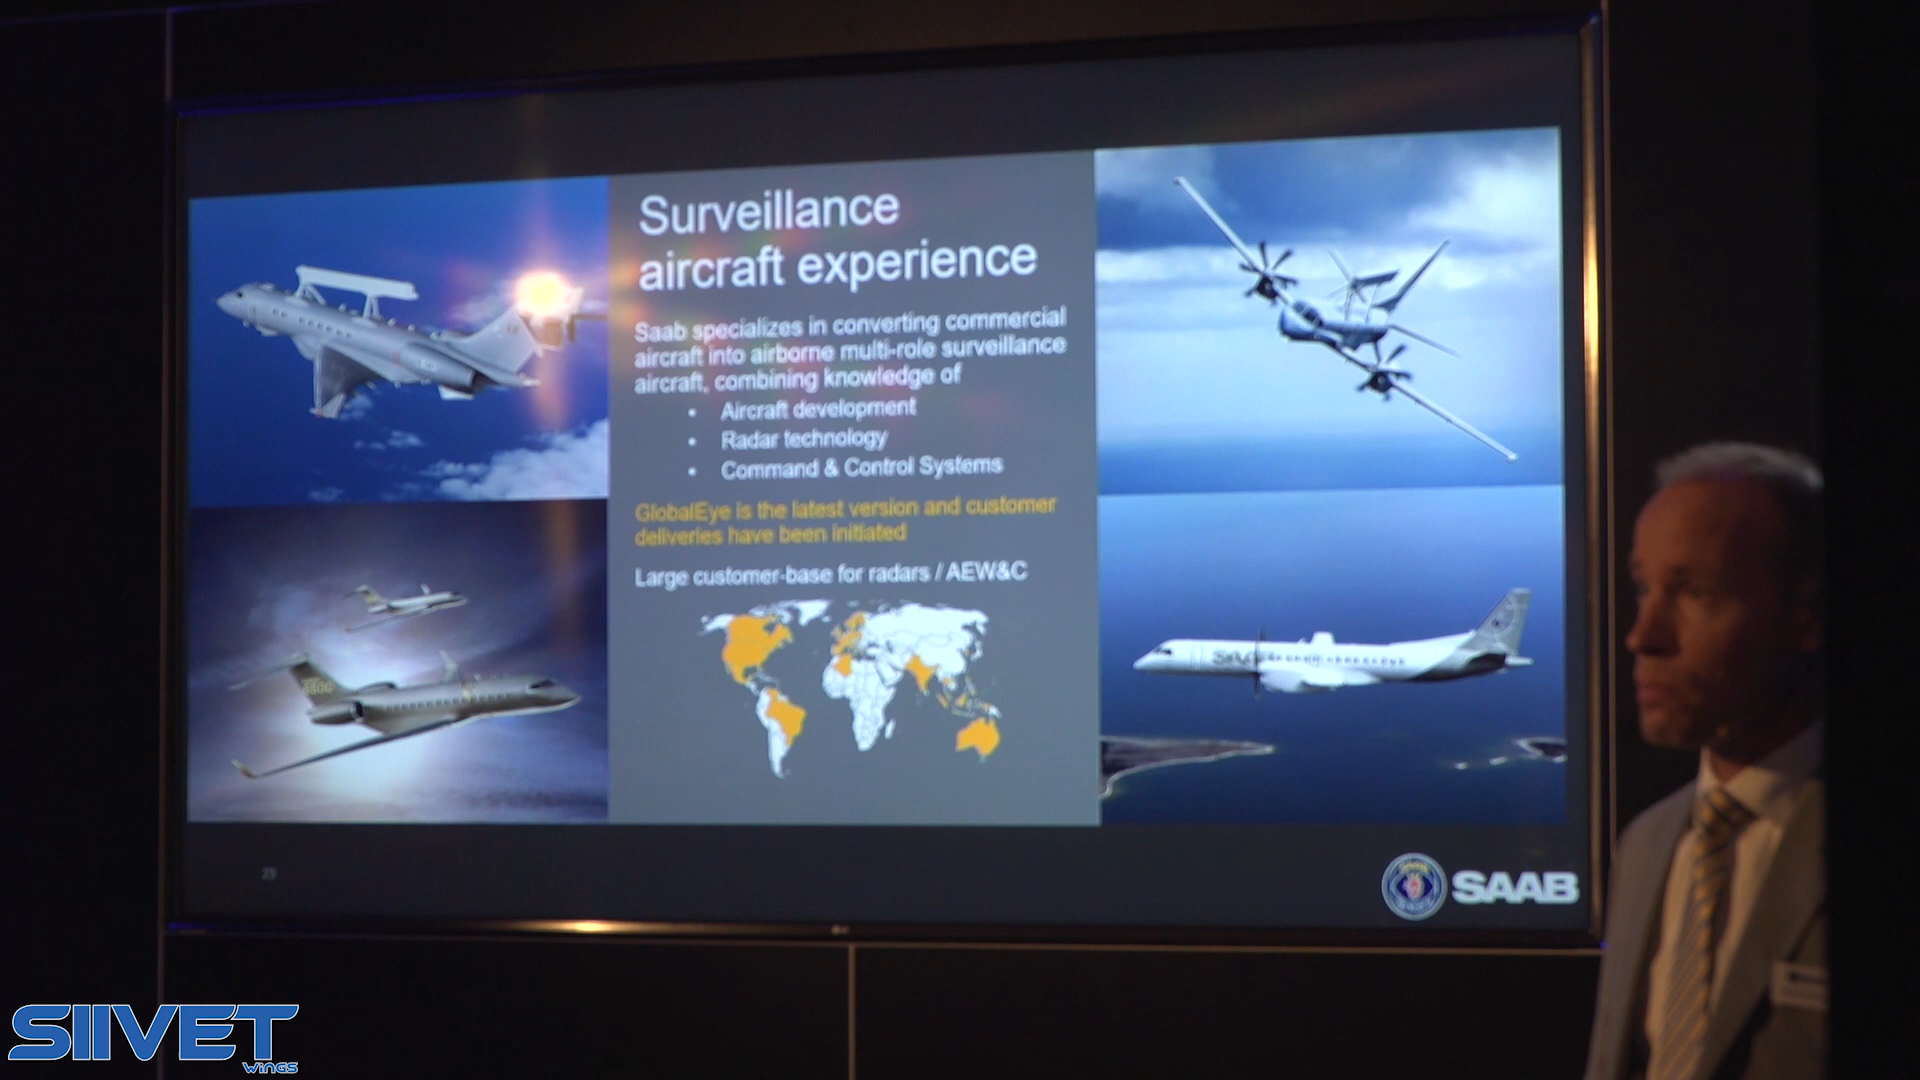 Surveillance
aircraft experience
Saab specializes in converting commercial
aircraft into airborne multi-role surveillance
aircraft, combining knowledge of
• Aircraft development
• Radar technology
• Command & Control Systems
GlobalEye is the latest version and customer
deliveries have been initiated
Large customer-base for radars / AEW&C
23
SAAB
LG
SIIVET
WINGS